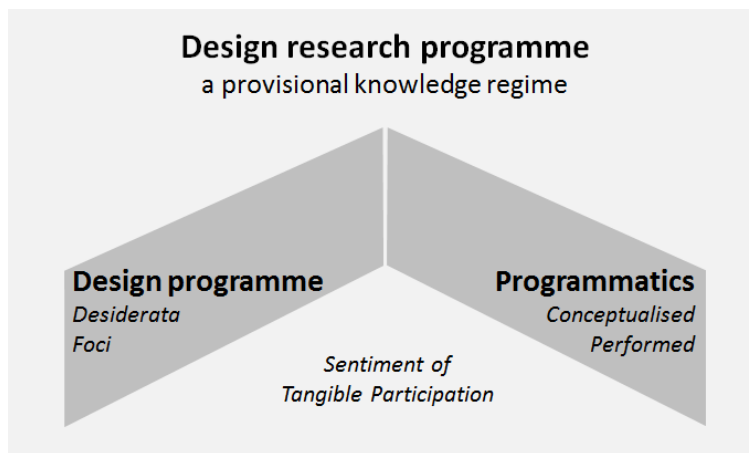 Design research programme
a provisional knowledge regime
Design programme
Desiderata
Foci
Programmatics
Conceptualised
Performed
Sentiment of
Tangible Participation